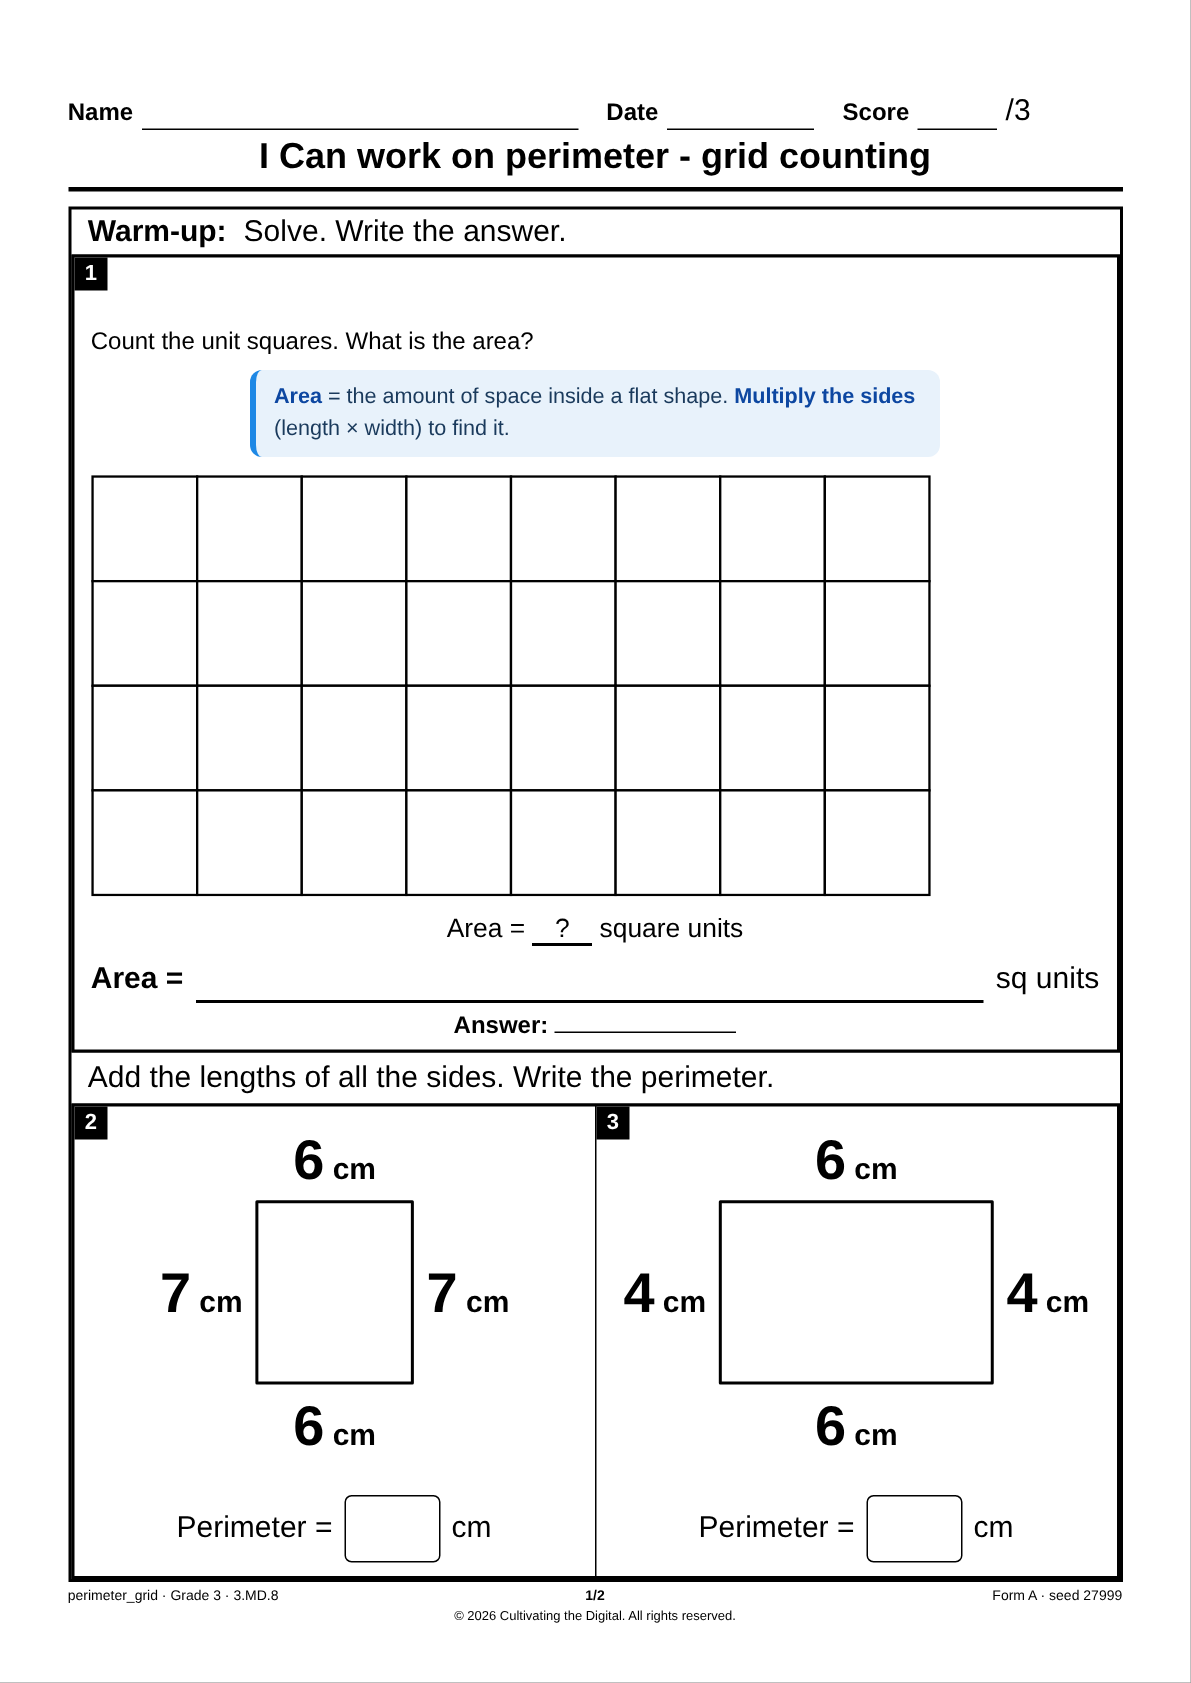 Name Date Score /3
I Can work on perimeter - grid counting
Warm-up: Solve. Write the answer.
1
Count the unit squares. What is the area?
Area = the amount of space inside a flat shape. Multiply the sides
(length × width) to find it.
Area = ? square units
Area = sq units
Answer:
Add the lengths of all the sides. Write the perimeter.
2
6 cm
7 cm 7 cm
6 cm
Perimeter = cm
3
6 cm
4 cm 4 cm
6 cm
Perimeter = cm
perimeter_grid · Grade 3 · 3.MD.8 1/2 Form A · seed 27999
© 2026 Cultivating the Digital. All rights reserved.